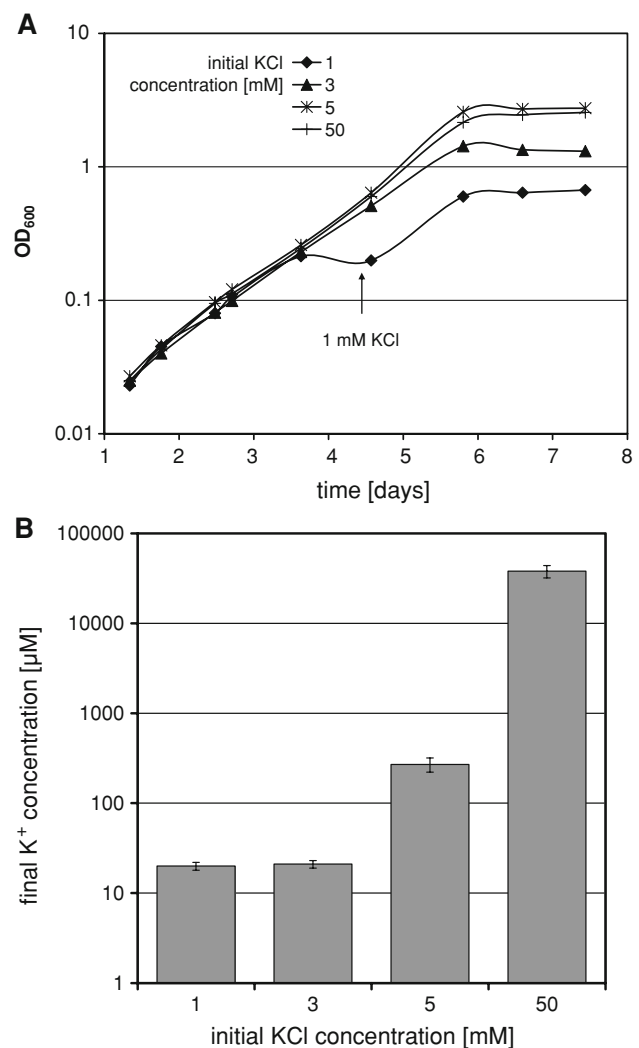 A
10
1
0.1
0.01
OD600
initial KCl
concentration [mM]
1
3
5
50
1 mM KCl
1 2 3 4 5 6 7 8
time [days]
B
100000
10000
1000
100
10
1
final K+ concentration [µM]
1 3 5 50
initial KCl concentration [mM]